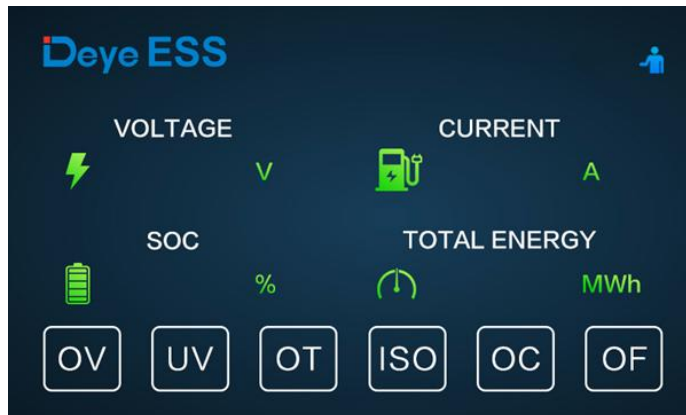 Deye ESS
VOLTAGE CURRENT
V A
SOC TOTAL ENERGY
% MWh
OV UV OT ISO OC OF